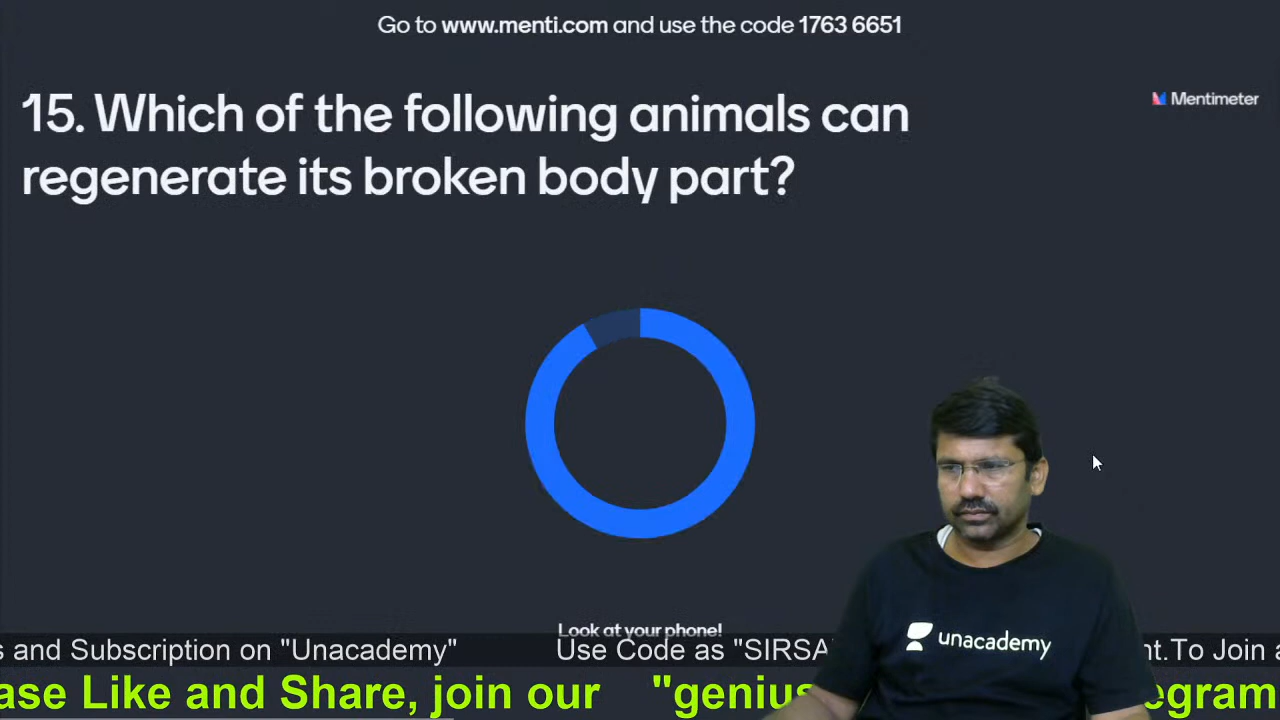 Go to www.menti.com and use the code 1763 6651
15. Which of the following animals can
regenerate its broken body part?
Mentimeter
Look at your phone!
unacademy
s and Subscription on "Unacademy" Use Code as "SIRSA nt.To Join a
ase Like and Share, join our "genius egram